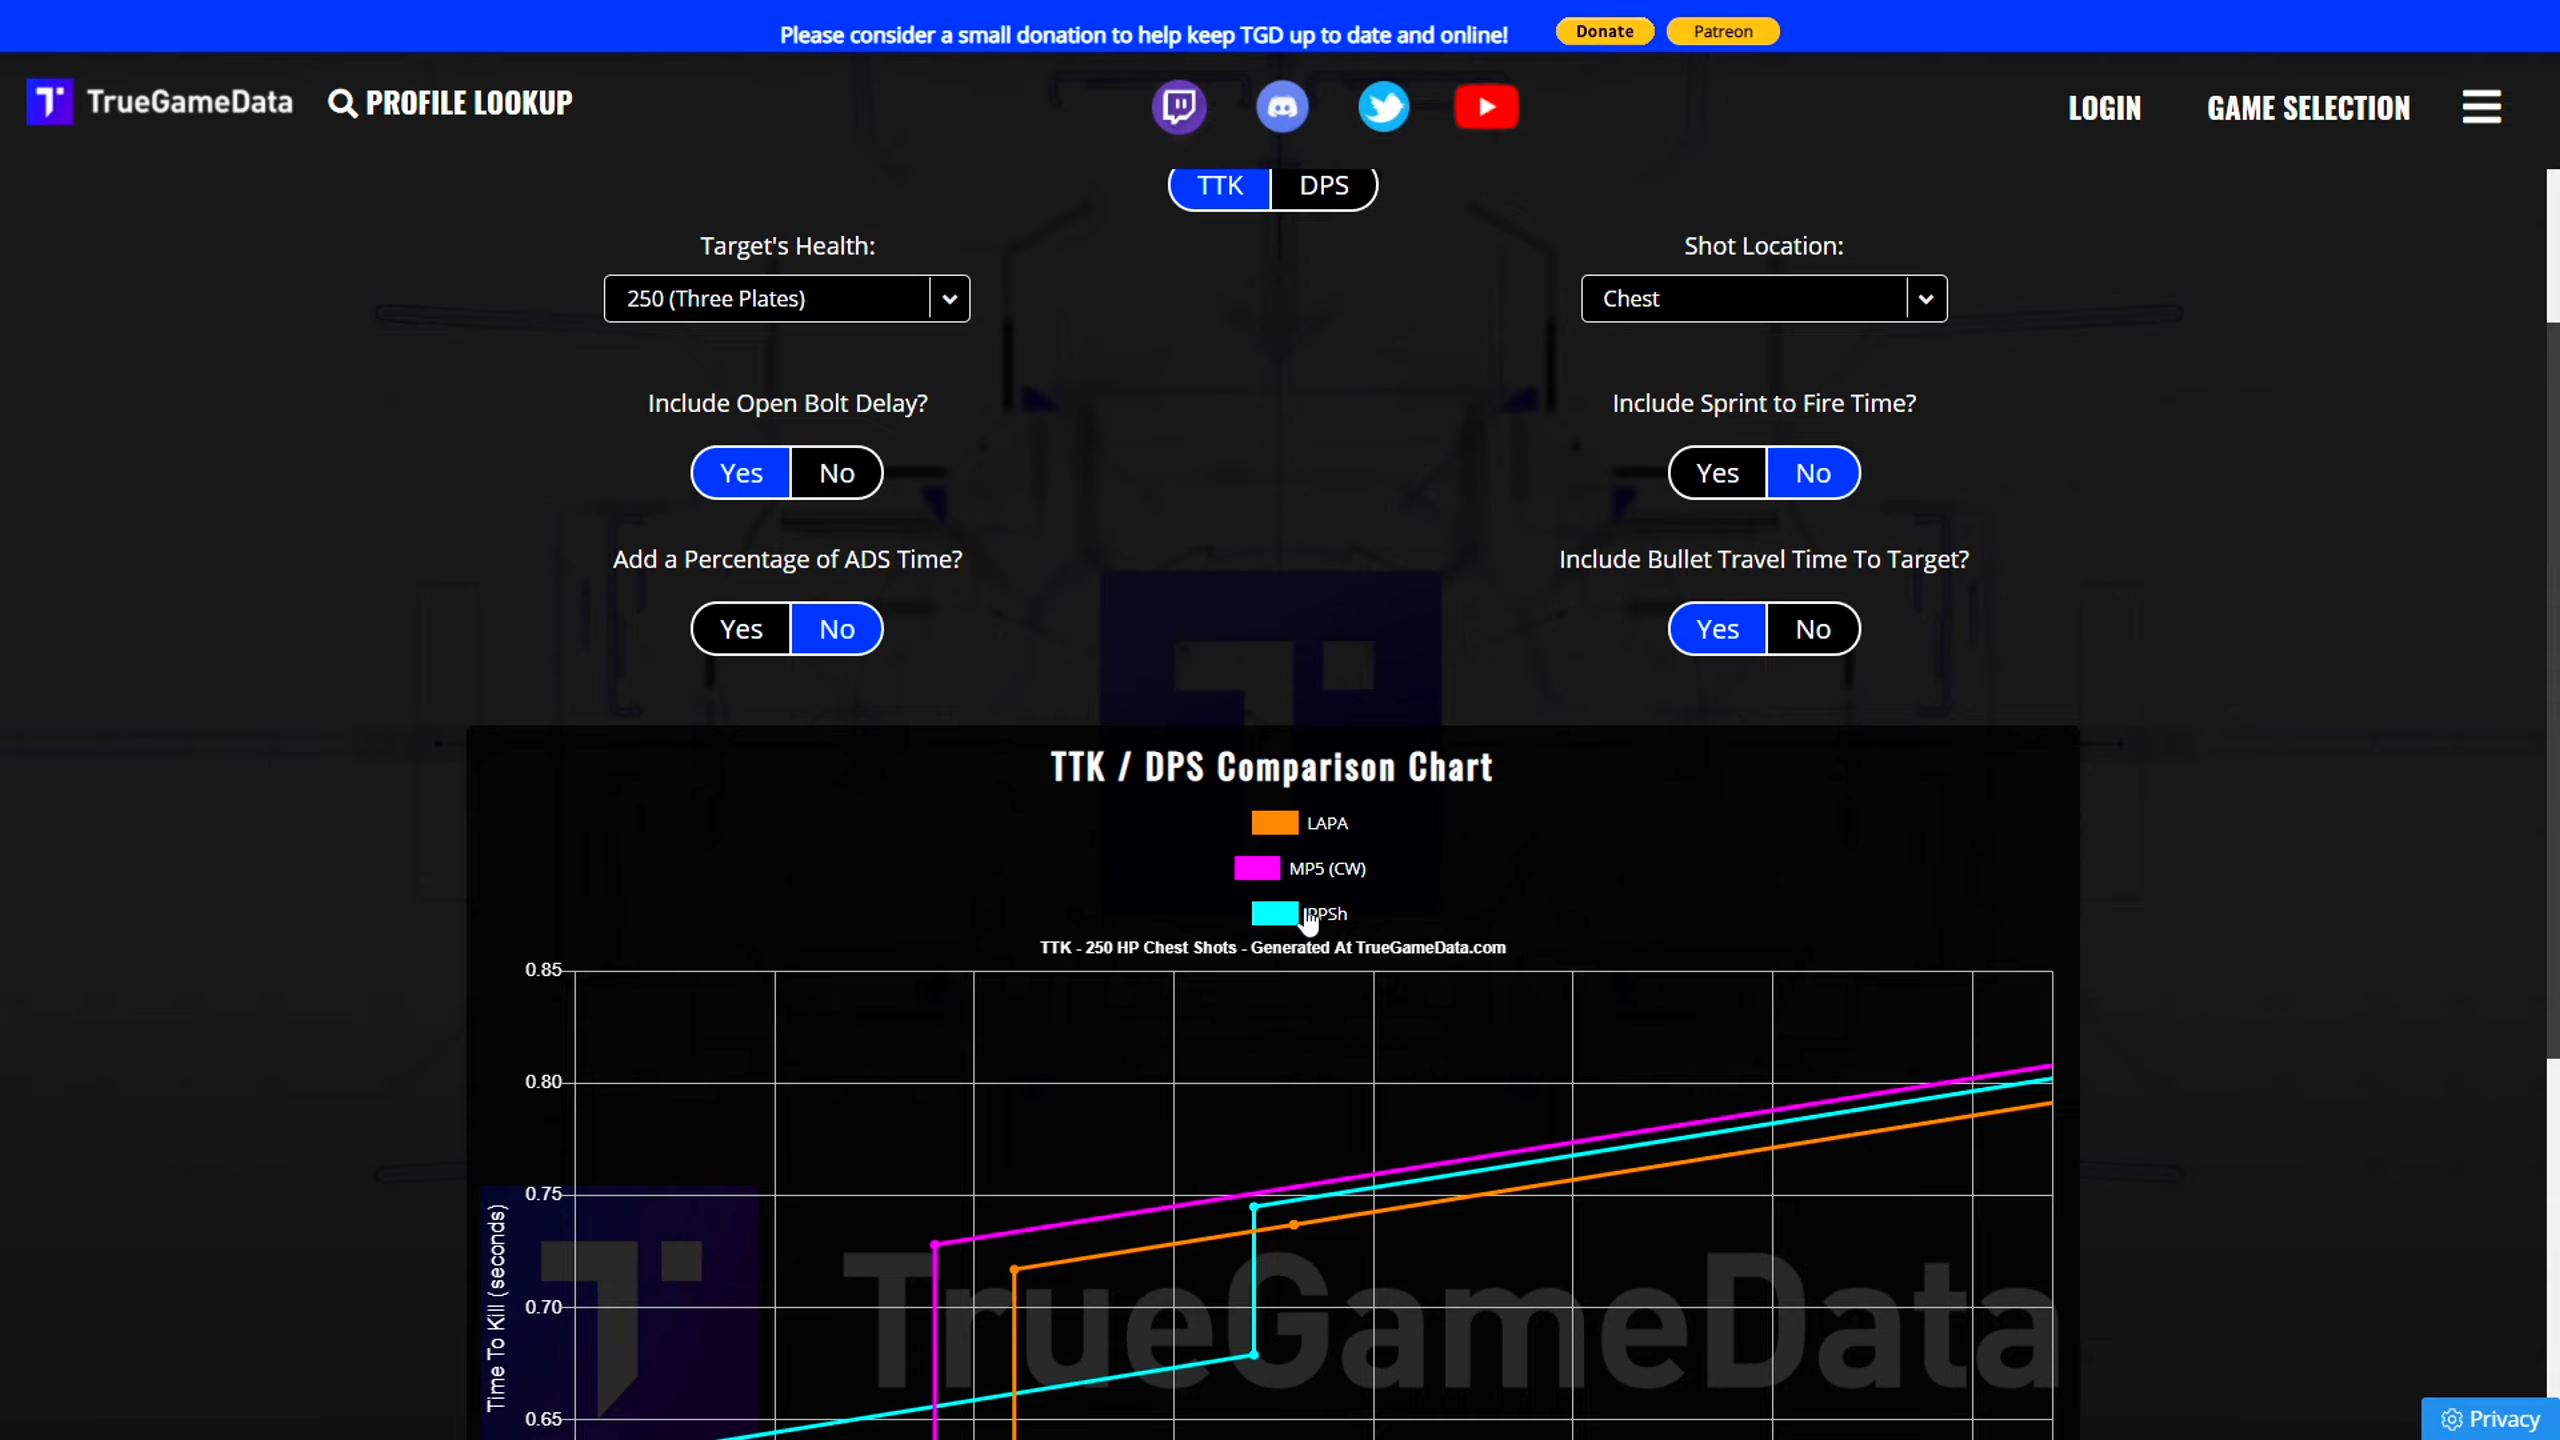 Please consider a small donation to help keep TGD up to date and online! Donate Patreon
TrueGameData PROFILE LOOKUP LOGIN GAME SELECTION
TTK DPS
Target's Health: Shot Location:
250 (Three Plates) Chest
Include Open Bolt Delay? Include Sprint to Fire Time?
Yes No Yes No
Add a Percentage of ADS Time? Include Bullet Travel Time To Target?
Yes No Yes No
TTK / DPS Comparison Chart
LAPA
MP5 (CW)
PPSh
TTK - 250 HP Chest Shots - Generated At TrueGameData.com
0.85
0.80
0.75
0.70
0.65
Time To Kill (seconds)
TrueGameData
Privacy